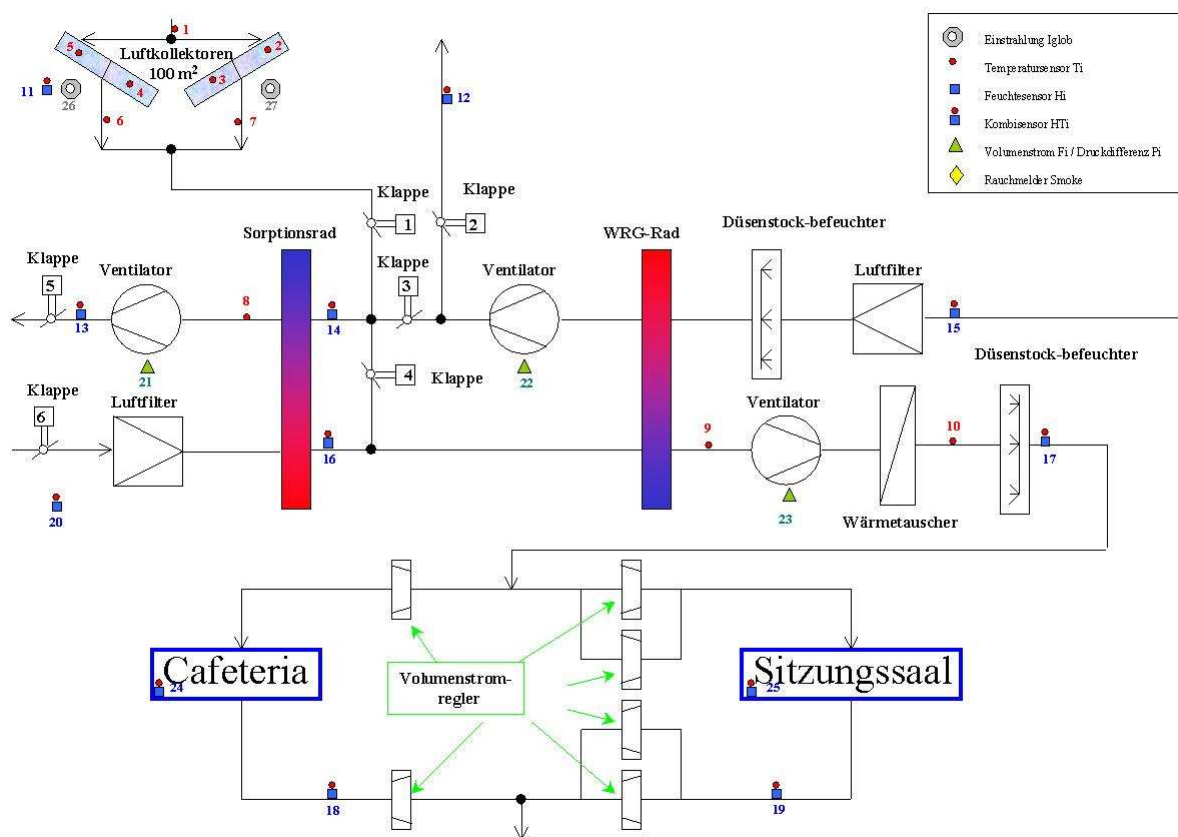 1
5
Luftkollektoren
2
100 m²
3
4
11
26
27
6
7
12
Einstrahlung Iglob
Temperatursensor Ti
Feuchtesensor Hi
Kombisensor HTi
Volumenstrom Fi / Druckdifferenz Pi
Rauchmelder Smoke
Klappe
1
Klappe
2
Sorptionsrad
WRG-Rad
Düsenstock-befeuchter
Klappe
5
Ventilator
8
Klappe
3
Ventilator
Luftfilter
13
14
15
21
4
Klappe
22
Düsenstock-befeuchter
Klappe
6
Luftfilter
16
9
Ventilator
10
17
20
23
Wärmetauscher
Cafeteria
24
Volumenstrom-
regler
Sitzungssaal
25
18
19